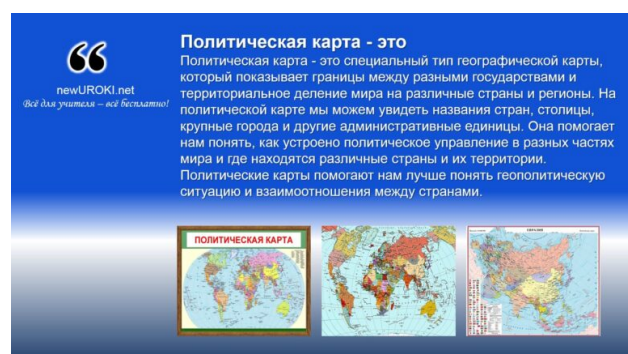 newUROKI.net
Всё для учителя – всё бесплатно!
Политическая карта - это
Политическая карта - это специальный тип географической карты,
который показывает границы между разными государствами и
территориальное деление мира на различные страны и регионы. На
политической карте мы можем увидеть названия стран, столицы,
крупные города и другие административные единицы. Она помогает
нам понять, как устроено политическое управление в разных частях
мира и где находятся различные страны и их территории.
Политические карты помогают нам лучше понять геополитическую
ситуацию и взаимоотношения между странами.
ПОЛИТИЧЕСКАЯ КАРТА
ЕВРАЗИЯ